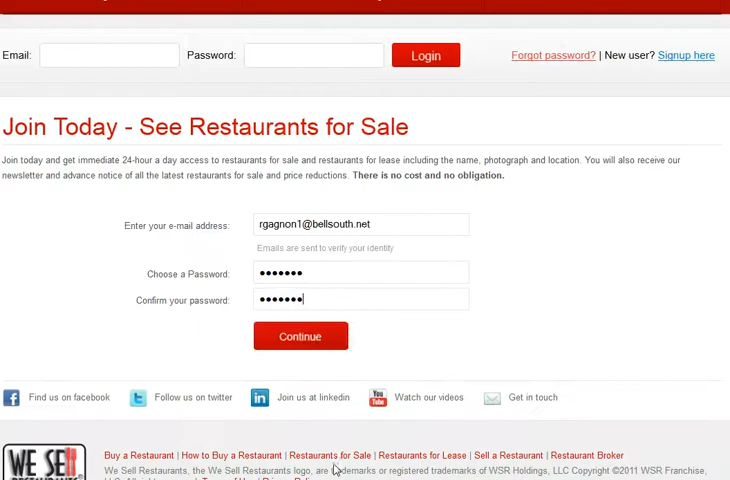 Email: Password: Login Forgot password? | New user? Signup here
Join Today - See Restaurants for Sale
Join today and get immediate 24-hour a day access to restaurants for sale and restaurants for lease including the name, photograph and location. You will also receive our
newsletter and advance notice of all the latest restaurants for sale and price reductions. There is no cost and no obligation.
Enter your e-mail address: rgagnon1@bellsouth.net
Emails are sent to verify your identity
Choose a Password: •••••••
Confirm your password: •••••••
Continue
Find us on facebook Follow us on twitter Join us at linkedin Watch our videos Get in touch
Buy a Restaurant | How to Buy a Restaurant | Restaurants for Sale | Restaurants for Lease | Sell a Restaurant | Restaurant Broker
WE SELL
We Sell Restaurants, the We Sell Restaurants logo, are trademarks or registered trademarks of WSR Holdings, LLC Copyright ©2011 WSR Franchise,